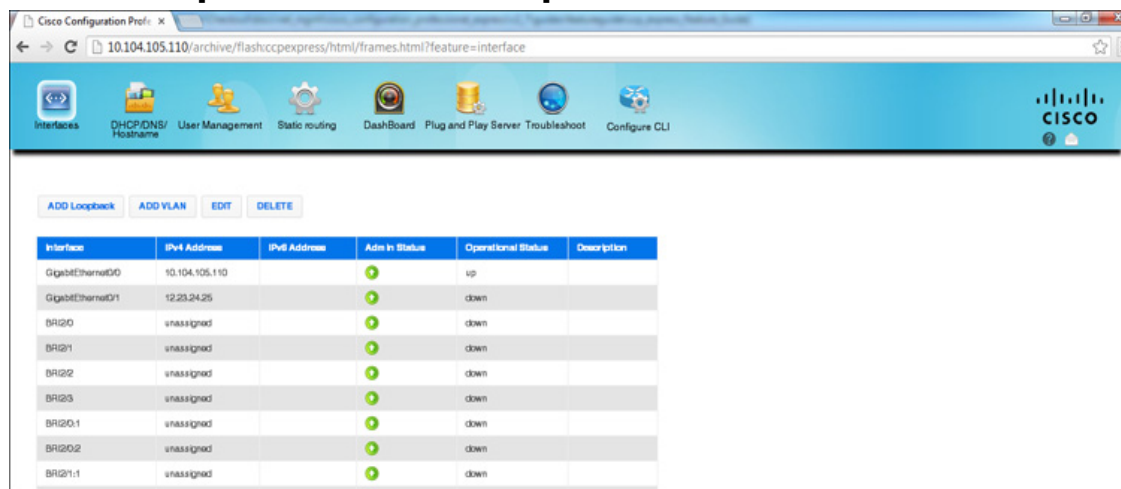 Cisco Configuration Profe
10.104.105.110/archive/flash:ccpexpress/html/frames.html?feature=interface
Interfaces
DHCP/DNS/
Hostname
User Management
Static routing
DashBoard
Plug and Play Server
Troubleshoot
Configure CLI
CISCO
ADD Loopback ADD VLAN EDIT DELETE
Interface IPv4 Address IPv6 Address Admin Status Operational Status Description
GigabitEthernet0/0 10.104.105.110 up
GigabitEthernet0/1 12.23.24.25 down
BRI2/0 unassigned down
BRI2/1 unassigned down
BRI2/2 unassigned down
BRI2/3 unassigned down
BRI2/0:1 unassigned down
BRI2/0:2 unassigned down
BRI2/1:1 unassigned down